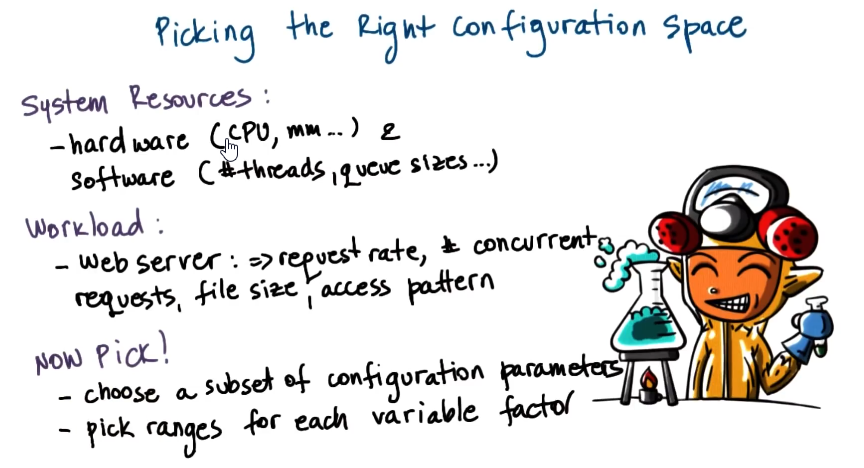 Picking the Right Configuration Space
System Resources:
- hardware (CPU, mm...) &
software (# threads, queue sizes...)
Workload:
- web server: => request rate, # concurrent
requests, file size, access pattern
NOW Pick!
- choose a subset of configuration parameters
- pick ranges for each variable factor